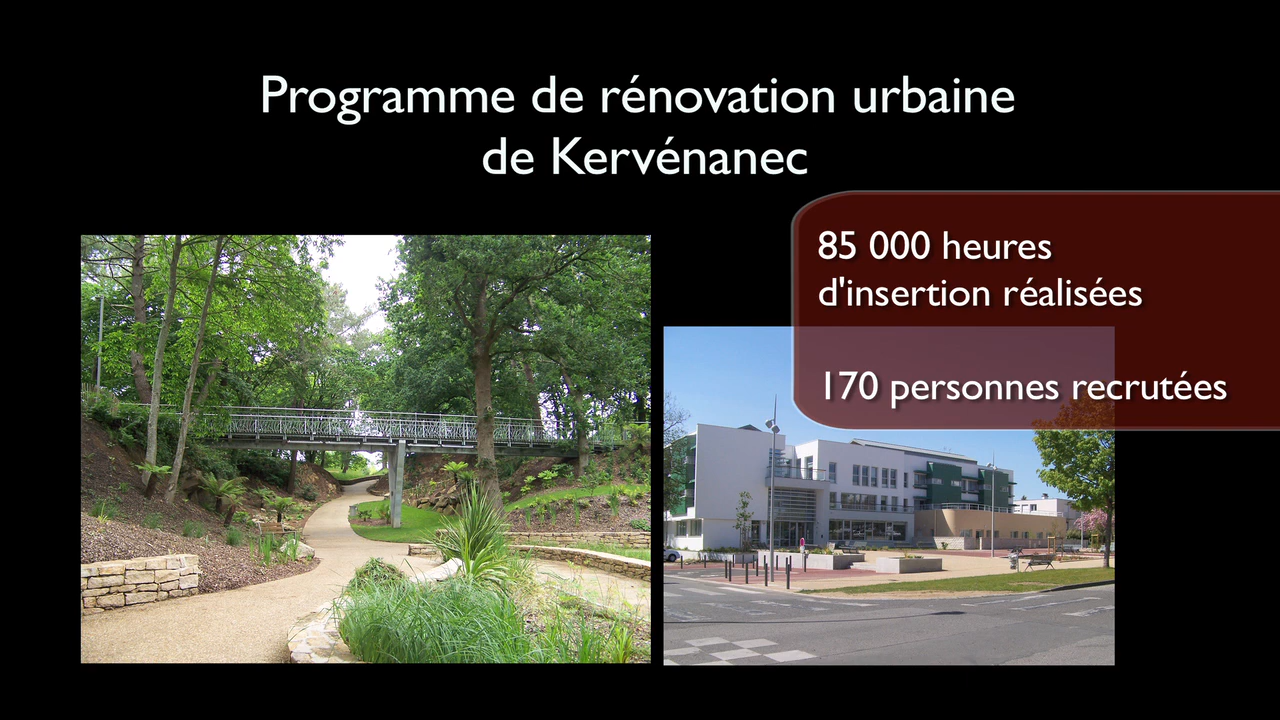 Programme de rénovation urbaine
de Kervénanec
85 000 heures
d'insertion réalisées
170 personnes recrutées